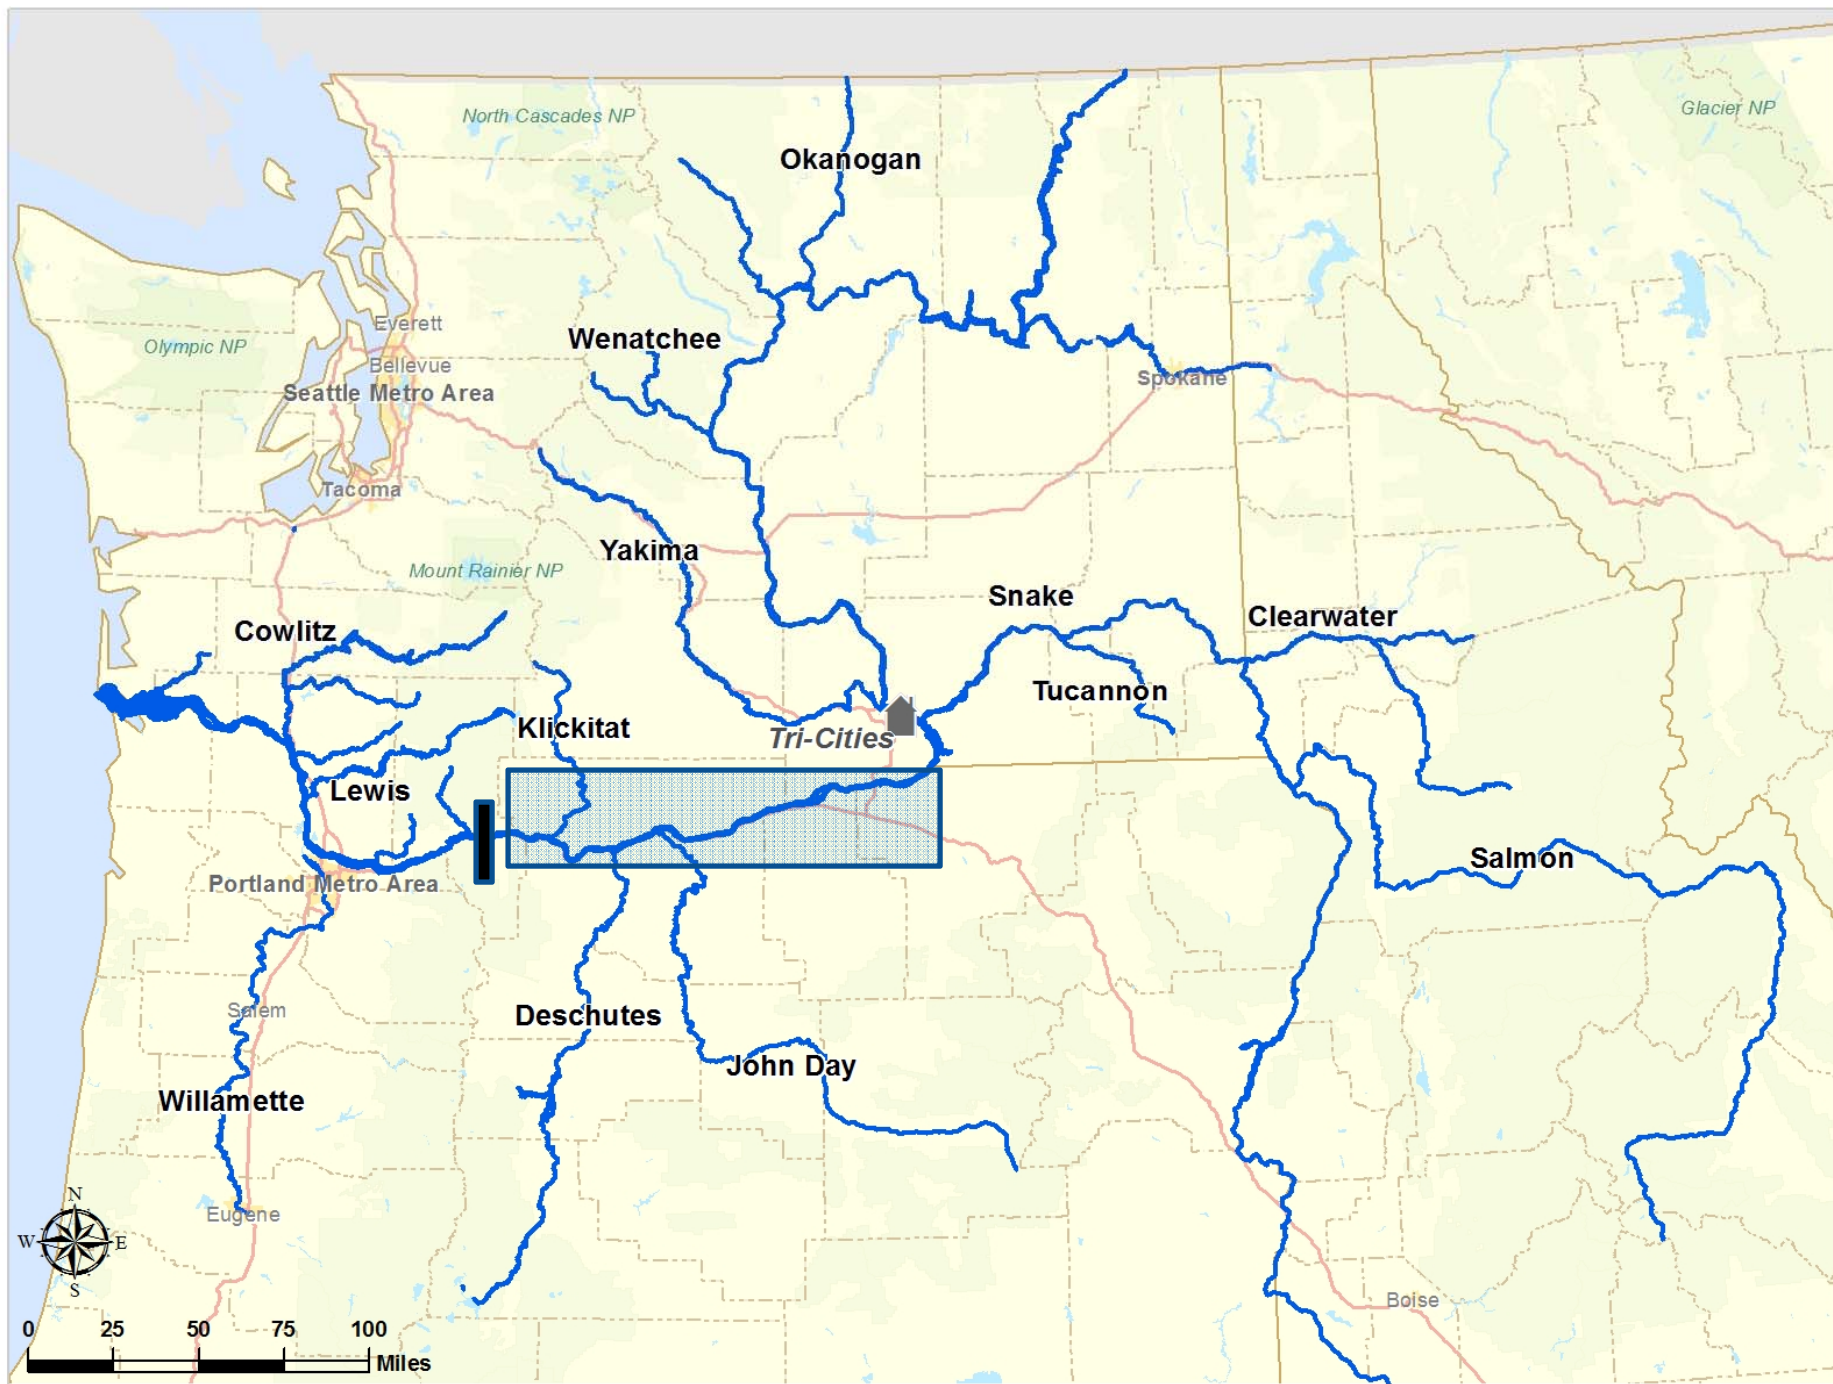 North Cascades NP
Glacier NP
Okanogan
Everett
Wenatchee
Olympic NP
Bellevue
Spokane
Seattle Metro Area
Tacoma
Yakima
Mount Rainier NP
Snake
Clearwater
Cowlitz
Tucannon
Klickitat
Tri-Cities
Lewis
Salmon
Portland Metro Area
Salem
Deschutes
John Day
Willamette
N
Eugene
W E
S
Boise
0 25 50 75 100
Miles